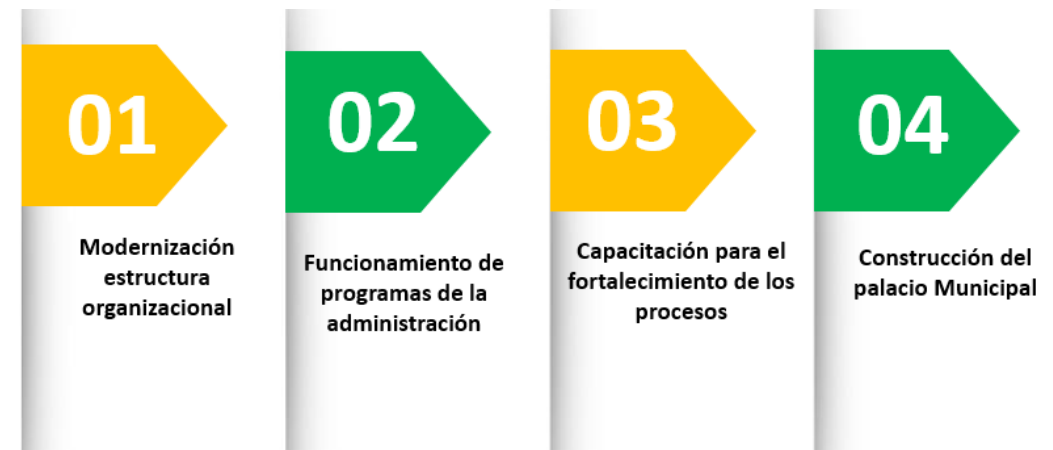 01
Modernización
estructura
organizacional
02
Funcionamiento de
programas de la
administración
03
Capacitación para el
fortalecimiento de los
procesos
04
Construcción del
palacio Municipal